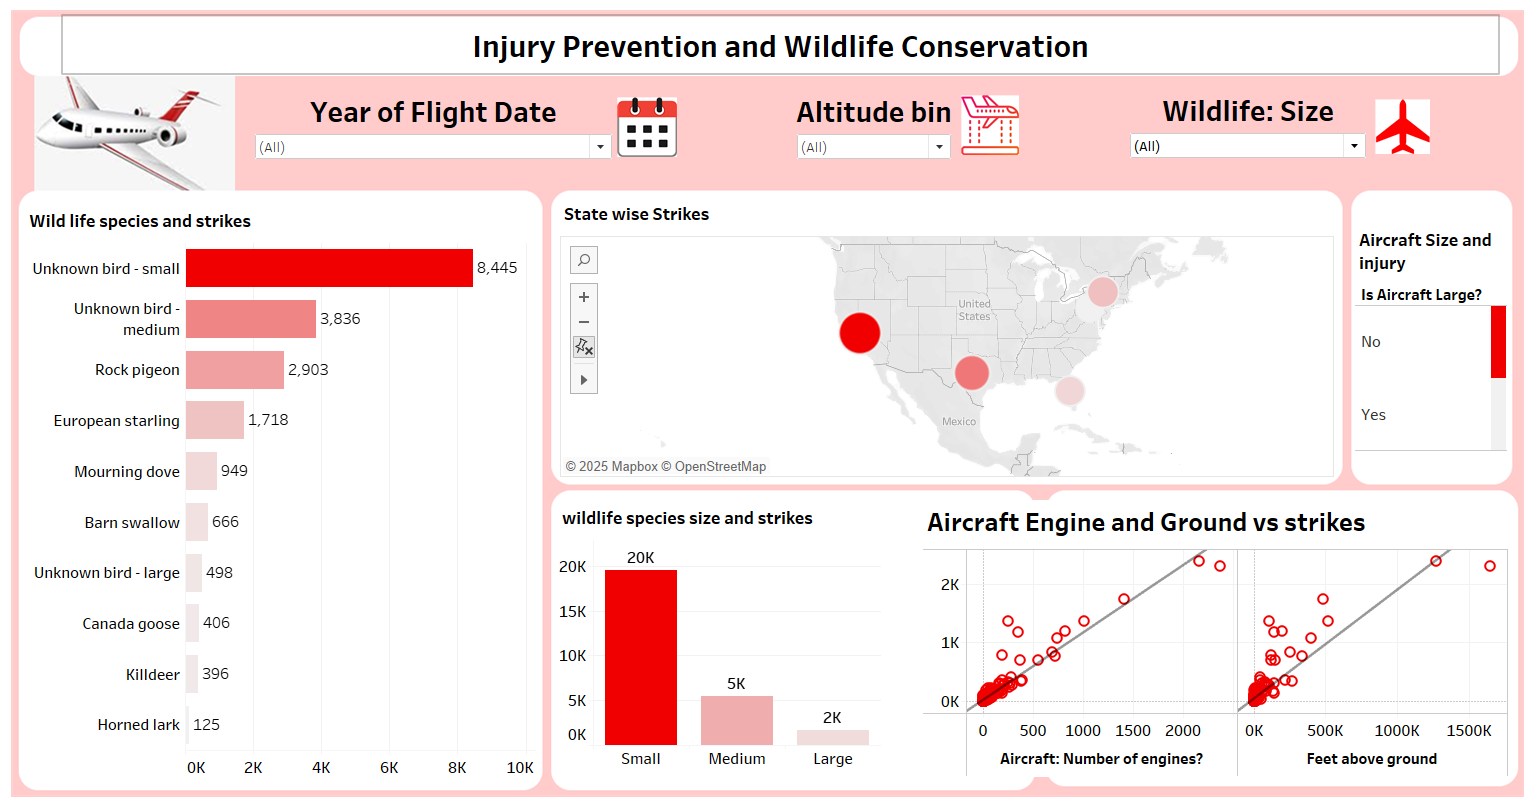 Injury Prevention and Wildlife Conservation
Year of Flight Date
(All)
Altitude bin
(All)
Wildlife: Size
(All)
Wild life species and strikes
Unknown bird - small
8,445
Unknown bird -
medium
3,836
Rock pigeon
2,903
European starling
1,718
Mourning dove
949
Barn swallow
666
Unknown bird - large
498
Canada goose
406
Killdeer
396
Horned lark
125
0K 2K 4K 6K 8K 10K
State wise Strikes
United
States
Mexico
© 2025 Mapbox © OpenStreetMap
Aircraft Size and
injury
Is Aircraft Large?
No
Yes
wildlife species size and strikes
20K
15K
10K
5K
0K
20K
5K
2K
Small Medium Large
Aircraft Engine and Ground vs strikes
2K
1K
0K
0 500 1000 1500 2000
Aircraft: Number of engines?
0K 500K 1000K 1500K
Feet above ground